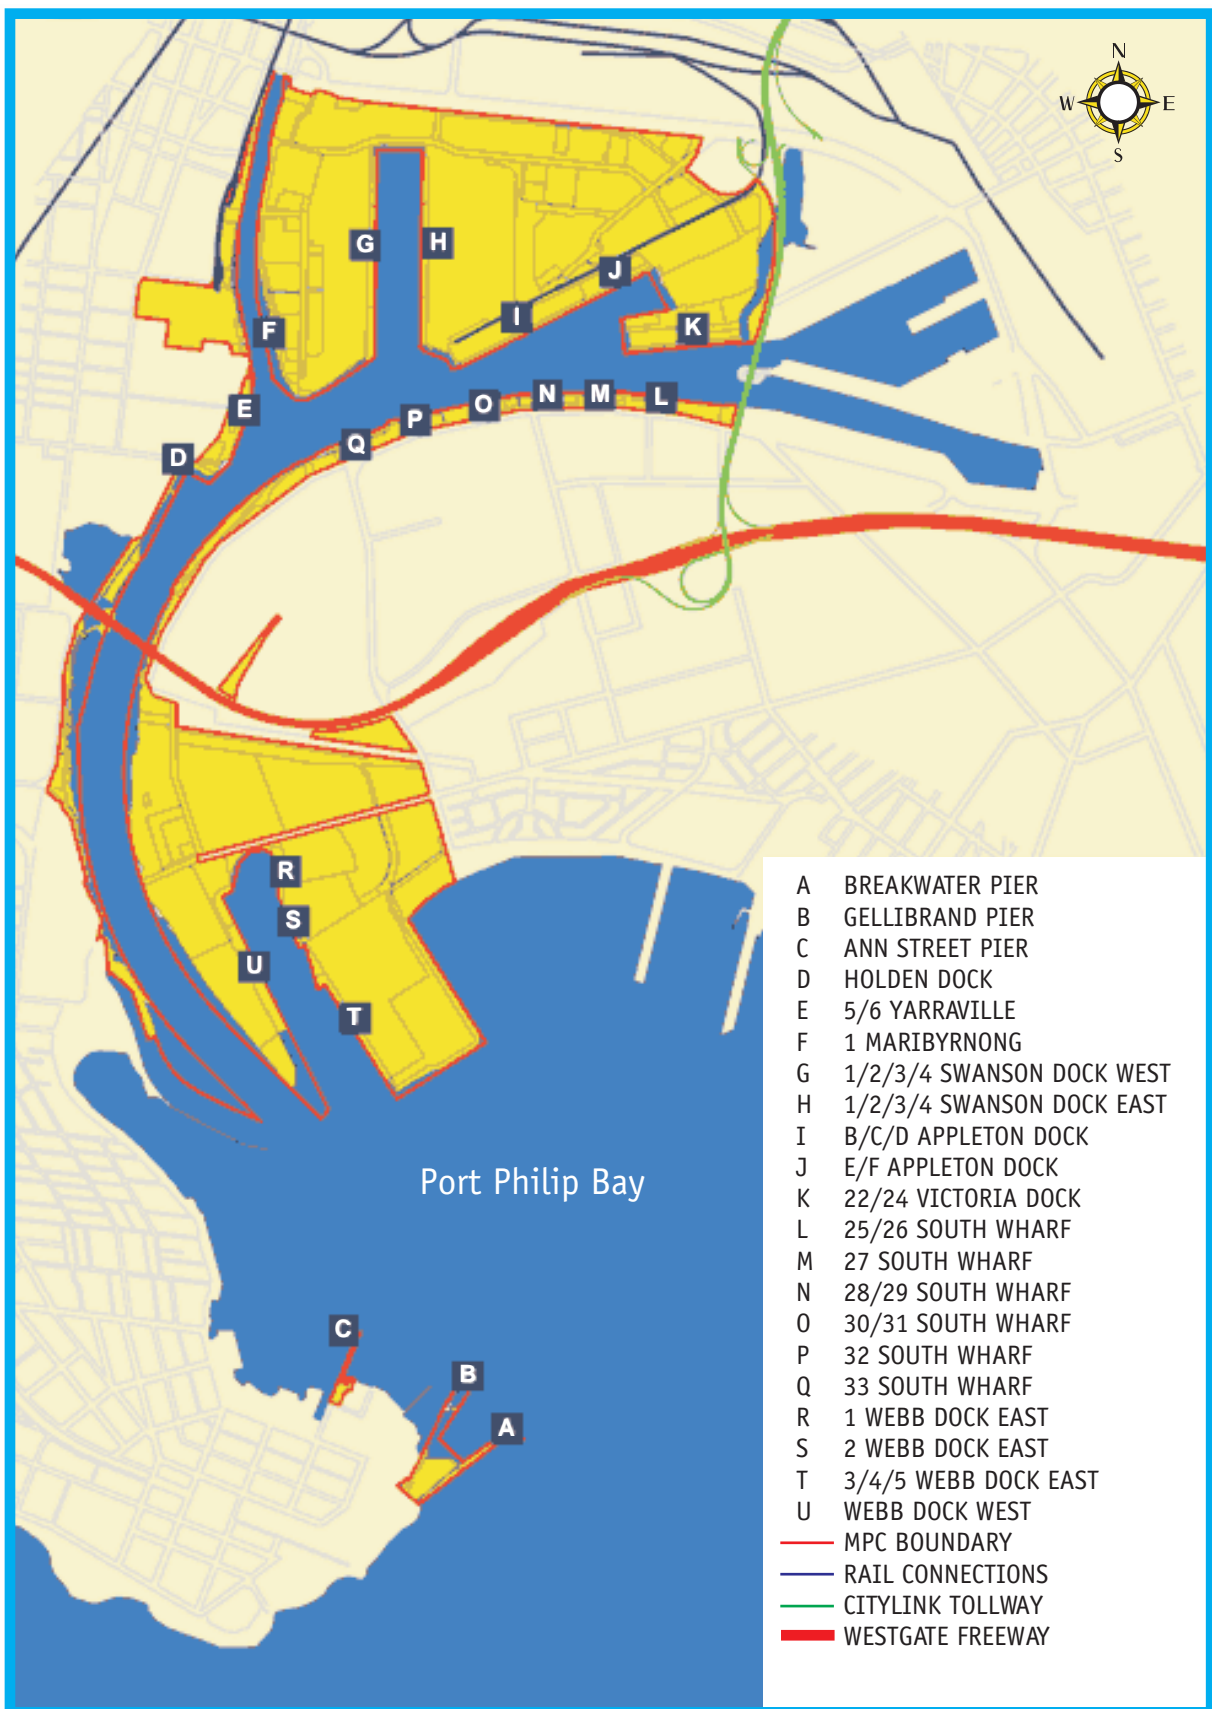 N
W E
S
G
H
J
I
K
F
E
D
Q
P
O
N
M
L
R
S
U
T
Port Philip Bay
C
B
A
A BREAKWATER PIER
B GELLIBRAND PIER
C ANN STREET PIER
D HOLDEN DOCK
E 5/6 YARRAVILLE
F 1 MARIBYRNONG
G 1/2/3/4 SWANSON DOCK WEST
H 1/2/3/4 SWANSON DOCK EAST
I B/C/D APPLETON DOCK
J E/F APPLETON DOCK
K 22/24 VICTORIA DOCK
L 25/26 SOUTH WHARF
M 27 SOUTH WHARF
N 28/29 SOUTH WHARF
O 30/31 SOUTH WHARF
P 32 SOUTH WHARF
Q 33 SOUTH WHARF
R 1 WEBB DOCK EAST
S 2 WEBB DOCK EAST
T 3/4/5 WEBB DOCK EAST
U WEBB DOCK WEST
MPC BOUNDARY
RAIL CONNECTIONS
CITYLINK TOLLWAY
WESTGATE FREEWAY